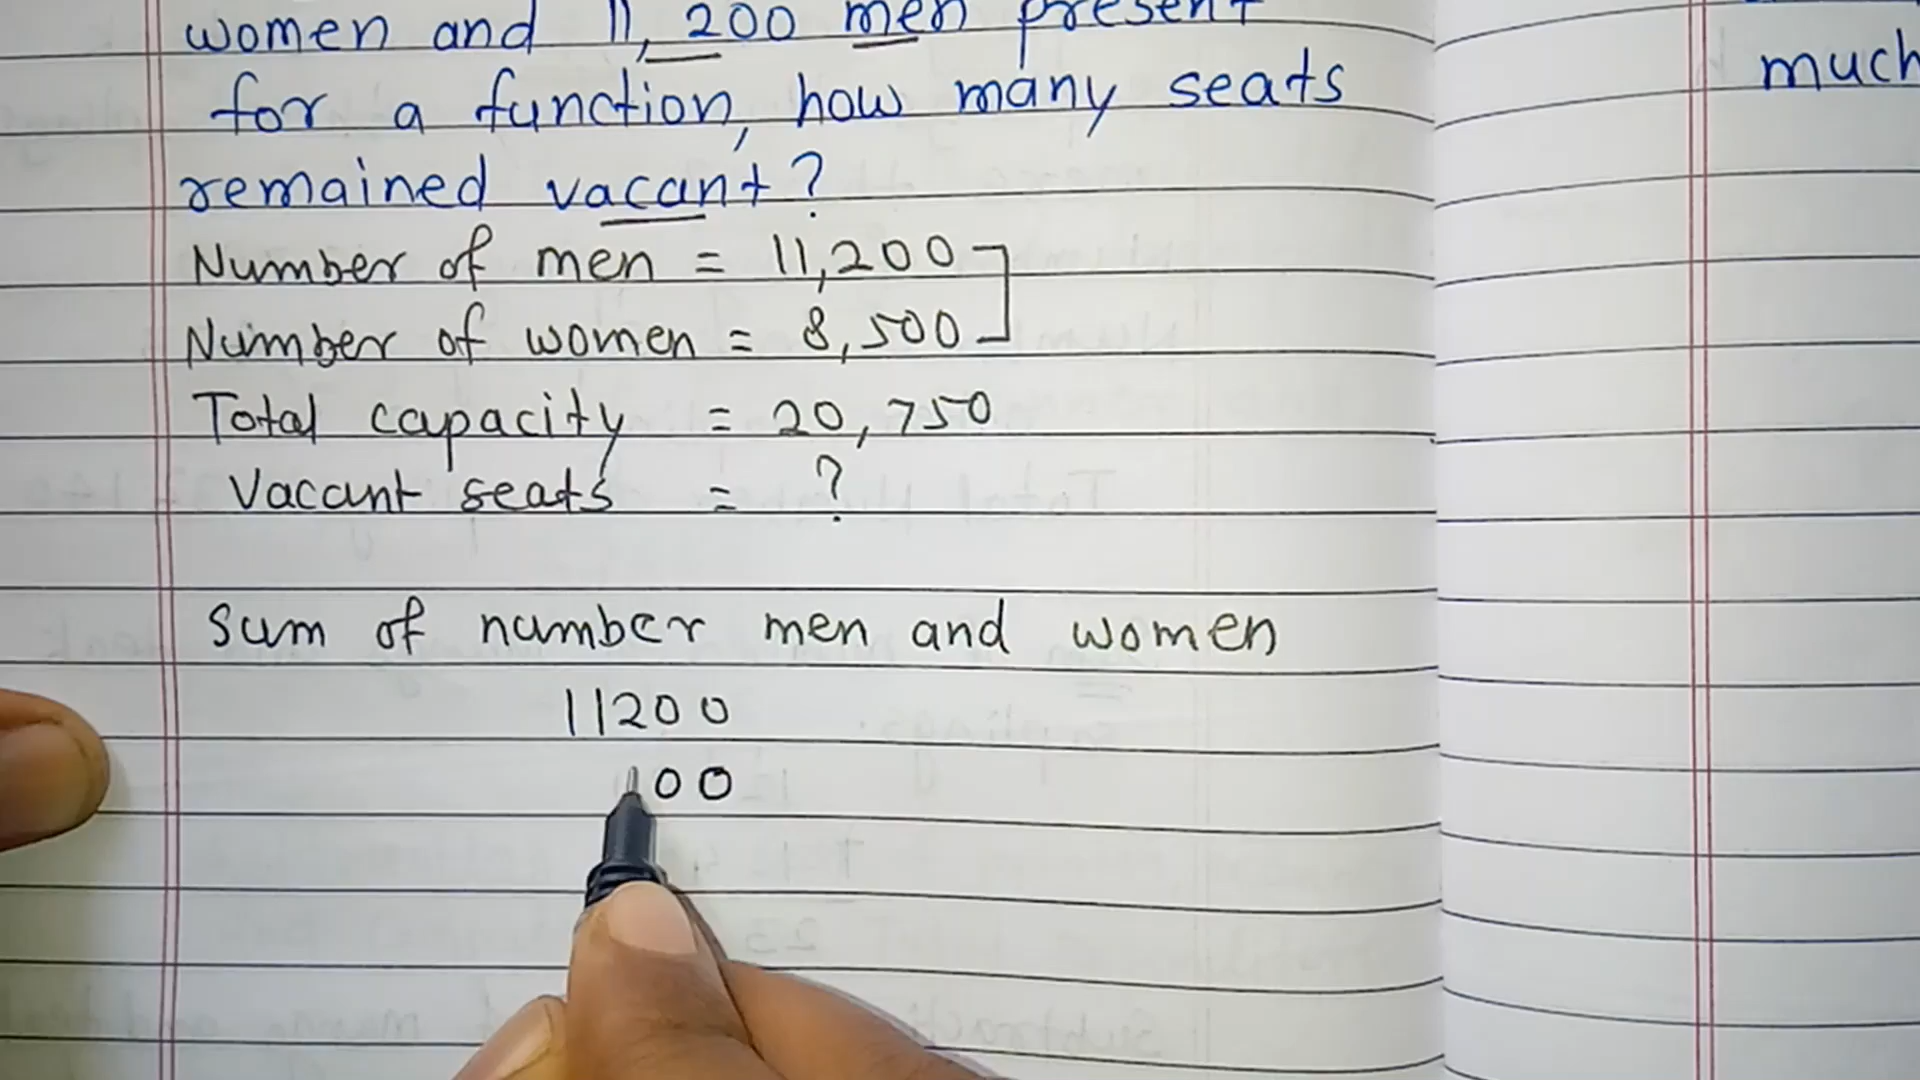 women and 11,200 men present
for a function, how many seats
remained vacant?
Number of men = 11,200
Number of women = 8,500
Total capacity = 20,750
Vacant seats = ?
Sum of number men and women
11200
00
much